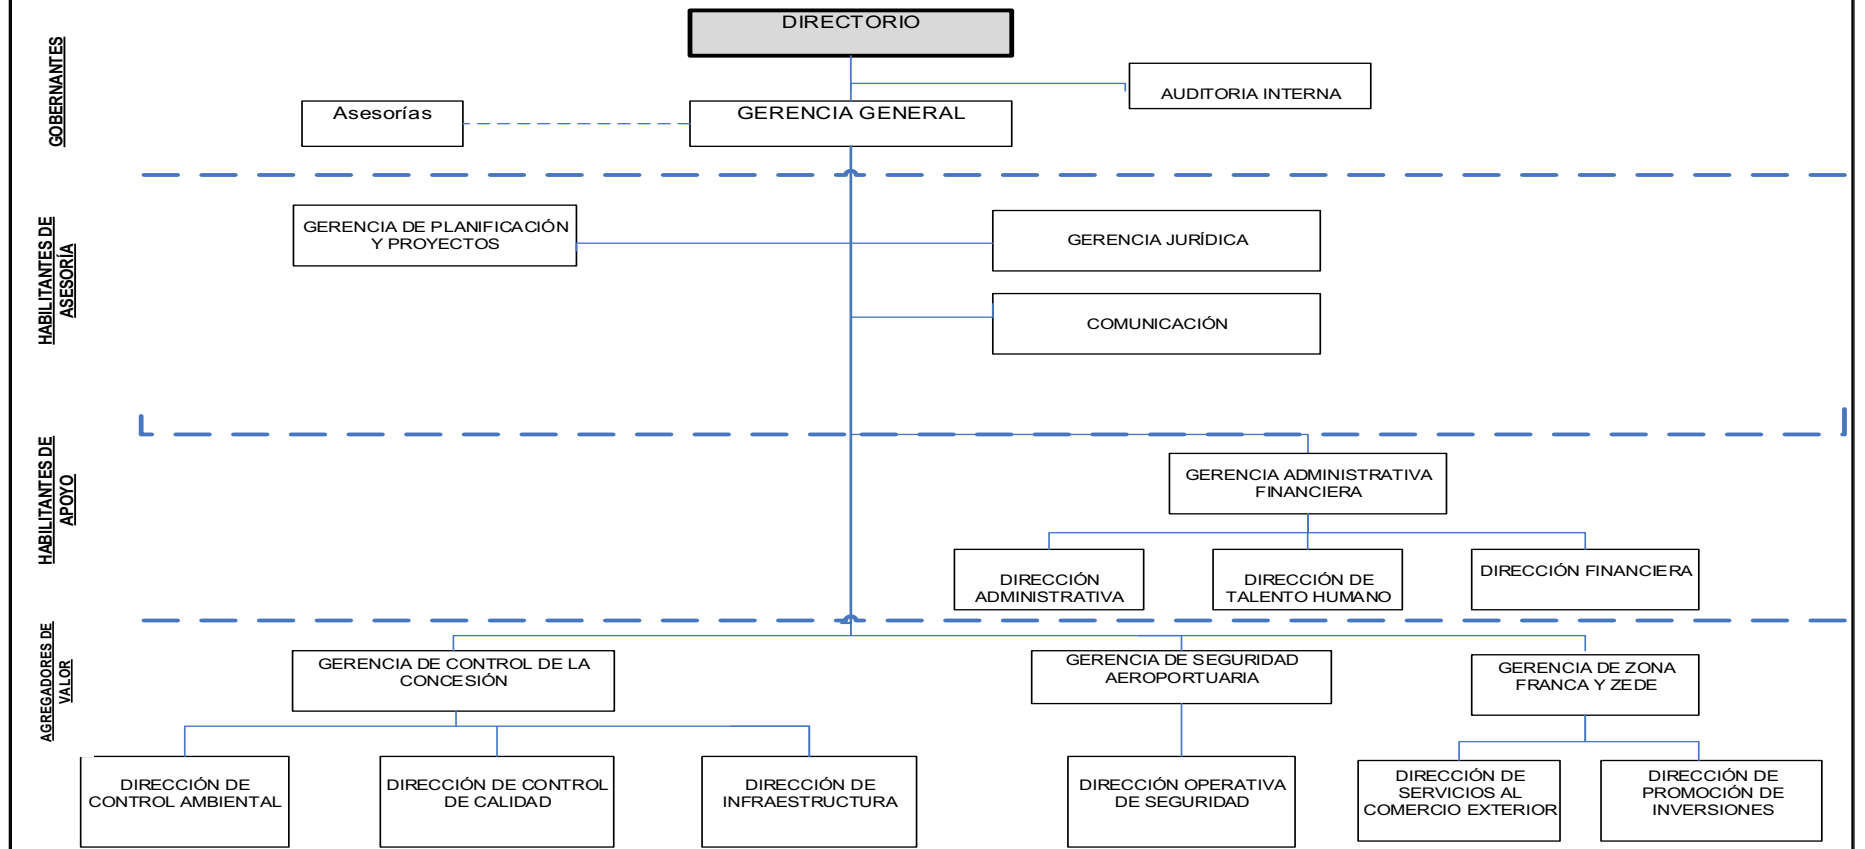 DIRECTORIO
GOBERNANTES
AUDITORIA INTERNA
Asesorías
GERENCIA GENERAL
HABILITANTES DE
ASESORÍA
GERENCIA DE PLANIFICACIÓN
Y PROYECTOS
GERENCIA JURÍDICA
COMUNICACIÓN
HABILITANTES DE
APOYO
GERENCIA ADMINISTRATIVA
FINANCIERA
DIRECCIÓN
ADMINISTRATIVA
DIRECCIÓN DE
TALENTO HUMANO
DIRECCIÓN FINANCIERA
AGREGADORES DE
VALOR
GERENCIA DE CONTROL DE LA
CONCESIÓN
GERENCIA DE SEGURIDAD
AEROPORTUARIA
GERENCIA DE ZONA
FRANCA Y ZEDE
DIRECCIÓN DE
CONTROL AMBIENTAL
DIRECCIÓN DE CONTROL
DE CALIDAD
DIRECCIÓN DE
INFRAESTRUCTURA
DIRECCIÓN OPERATIVA
DE SEGURIDAD
DIRECCIÓN DE
SERVICIOS AL
COMERCIO EXTERIOR
DIRECCIÓN DE
PROMOCIÓN DE
INVERSIONES